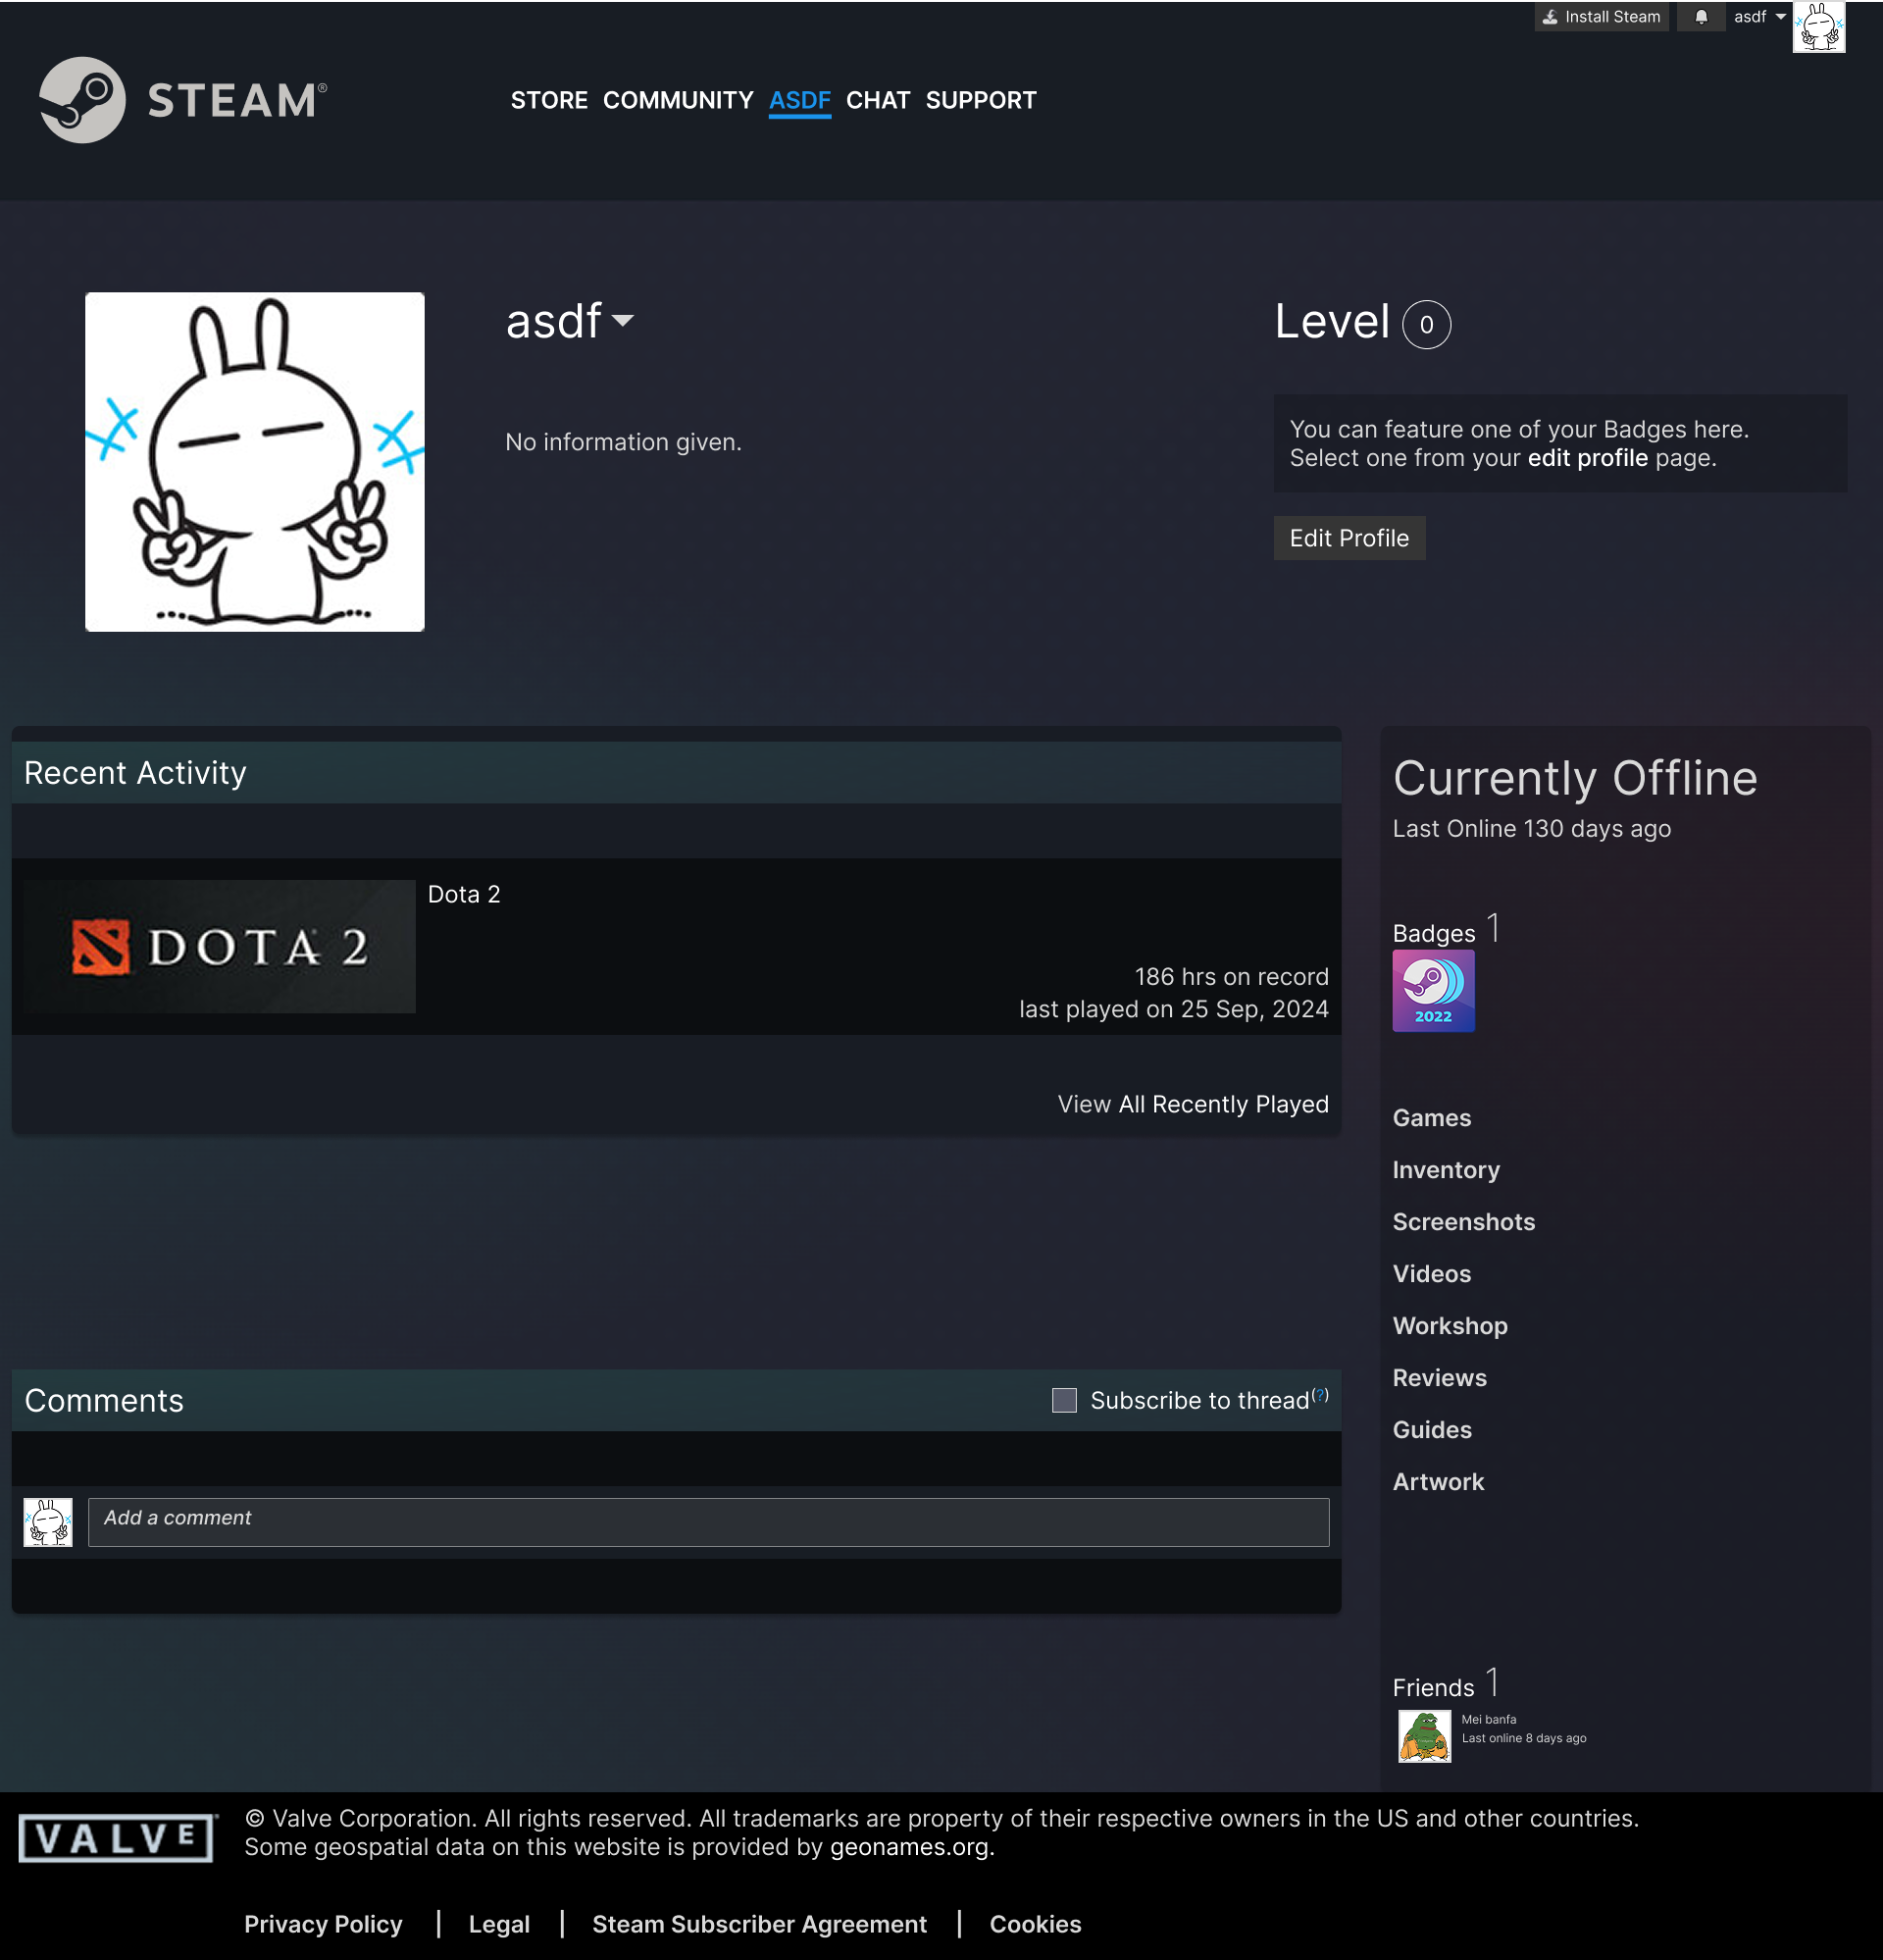 Install Steam
asdf
STEAM®
STORE COMMUNITY ASDF CHAT SUPPORT
asdf
No information given.
Level 0
You can feature one of your Badges here.
Select one from your edit profile page.
Edit Profile
Recent Activity
DOTA 2
Dota 2
186 hrs on record
last played on 25 Sep, 2024
View All Recently Played
Comments
Subscribe to thread(?)
Add a comment
Currently Offline
Last Online 130 days ago
Badges 1
2022
Games
Inventory
Screenshots
Videos
Workshop
Reviews
Guides
Artwork
Friends 1
Mei banfa
Last online 8 days ago
VALVE
© Valve Corporation. All rights reserved. All trademarks are property of their respective owners in the US and other countries.
Some geospatial data on this website is provided by geonames.org.
Privacy Policy | Legal | Steam Subscriber Agreement | Cookies